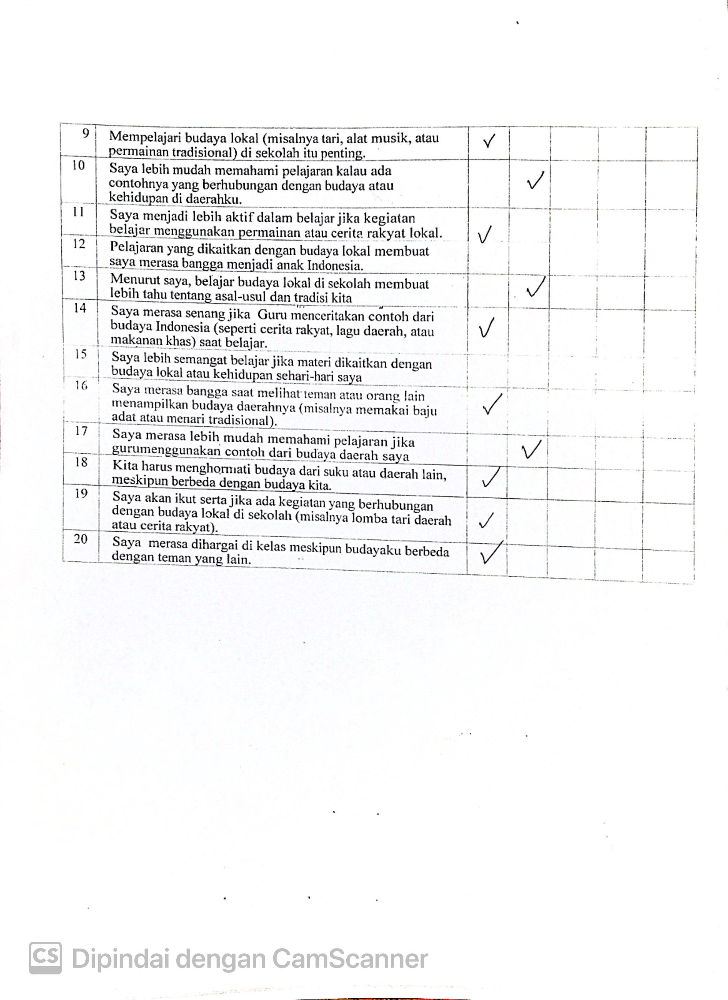 9 Mempelajari budaya lokal (misalnya tari, alat musik, atau ✓
permainan tradisional) di sekolah itu penting.
10 Saya lebih mudah memahami pelajaran kalau ada
contohnya yang berhubungan dengan budaya atau ✓
kehidupan di daerahku.
11 Saya menjadi lebih aktif dalam belajar jika kegiatan
belajar menggunakan permainan atau cerita rakyat lokal. ✓
12 Pelajaran yang dikaitkan dengan budaya lokal membuat
saya merasa bangga menjadi anak Indonesia.
13 Menurut saya, belajar budaya lokal di sekolah membuat ✓
lebih tahu tentang asal-usul dan tradisi kita
14 Saya merasa senang jika Guru menceritakan contoh dari
budaya Indonesia (seperti cerita rakyat, lagu daerah, atau ✓
makanan khas) saat belajar.
15 Saya lebih semangat belajar jika materi dikaitkan dengan
budaya lokal atau kehidupan sehari-hari saya
16 Saya merasa bangga saat melihat teman atau orang lain
menampilkan budaya daerahnya (misalnya memakai baju ✓
adat atau menari tradisional).
17 Saya merasa lebih mudah memahami pelajaran jika ✓
gurumenggunakan contoh dari budaya daerah saya
18 Kita harus menghormati budaya dari suku atau daerah lain, ✓
meskipun berbeda dengan budaya kita.
19 Saya akan ikut serta jika ada kegiatan yang berhubungan
dengan budaya lokal di sekolah (misalnya lomba tari daerah ✓
atau cerita rakyat).
20 Saya merasa dihargai di kelas meskipun budayaku berbeda ✓
dengan teman yang lain.
CS Dipindai dengan CamScanner